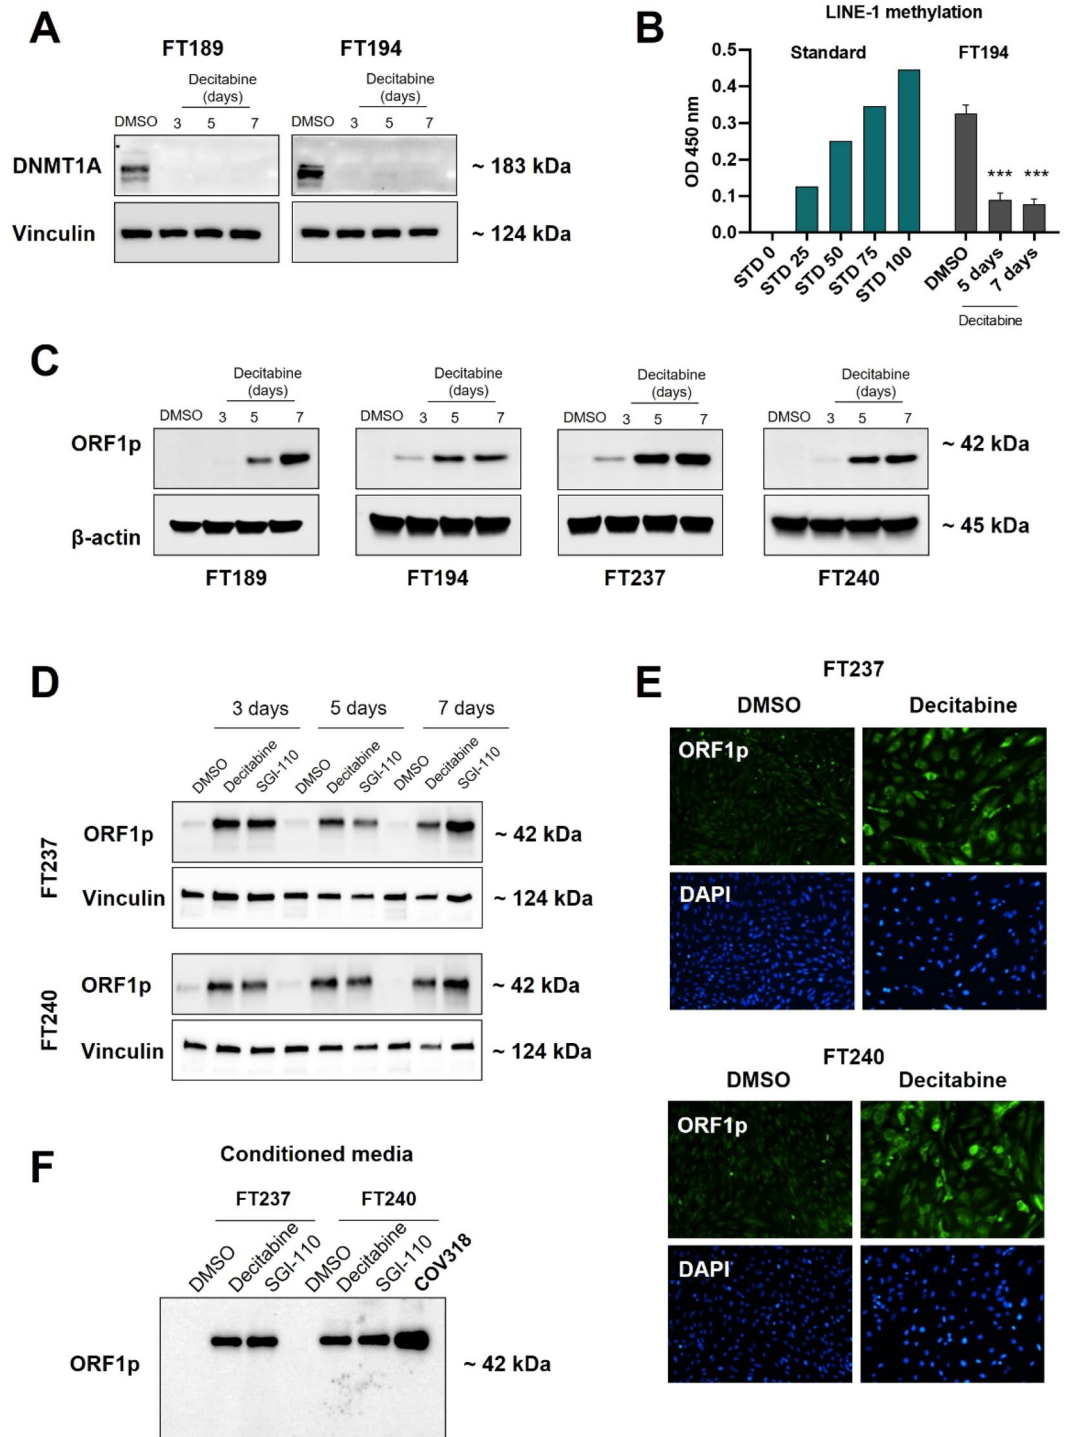 A
FT189 FT194
Decitabine (days) Decitabine (days)
DMSO 3 5 7 DMSO 3 5 7
DNMT1A ~ 183 kDa
Vinculin ~ 124 kDa
B
LINE-1 methylation
Standard FT194
OD 450 nm
0.5
0.4
0.3
0.2
0.1
0.0
*** ***
STD 0 STD 25 STD 50 STD 75 STD 100 DMSO 5 days 7 days
Decitabine
C
Decitabine (days) Decitabine (days) Decitabine (days) Decitabine (days)
DMSO 3 5 7 DMSO 3 5 7 DMSO 3 5 7 DMSO 3 5 7
ORF1p ~ 42 kDa
β-actin ~ 45 kDa
FT189 FT194 FT237 FT240
D
3 days 5 days 7 days
DMSO Decitabine SGI-110 DMSO Decitabine SGI-110 DMSO Decitabine SGI-110
FT237
ORF1p ~ 42 kDa
Vinculin ~ 124 kDa
FT240
ORF1p ~ 42 kDa
Vinculin ~ 124 kDa
E
FT237
DMSO Decitabine
ORF1p
DAPI
FT240
DMSO Decitabine
ORF1p
DAPI
F
Conditioned media
FT237 FT240
DMSO Decitabine SGI-110 DMSO Decitabine SGI-110 COV318
ORF1p ~ 42 kDa